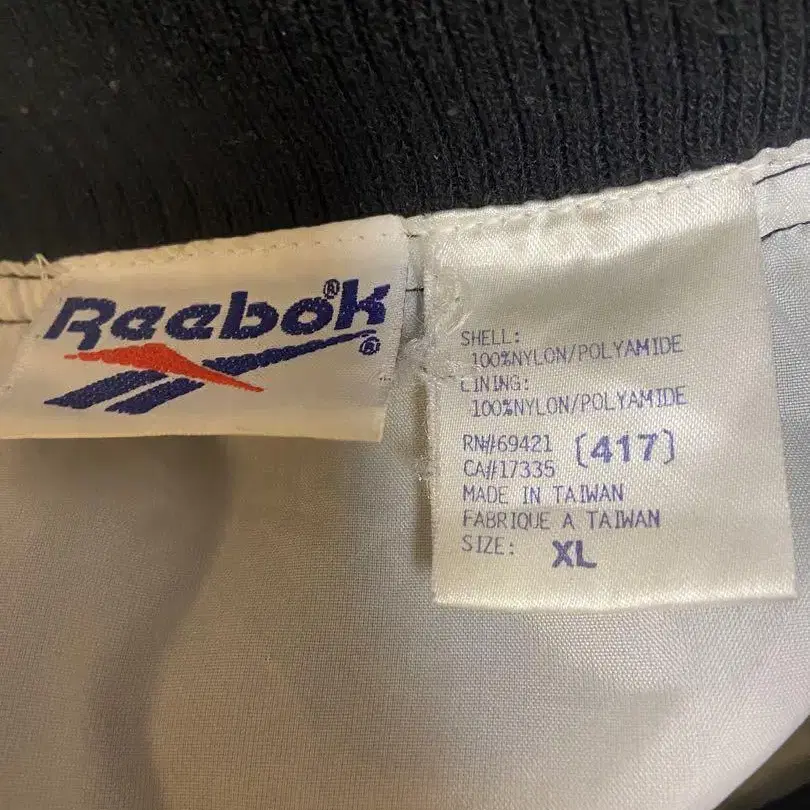 Reebok®
®
SHELL:
100%NYLON/POLYAMIDE
LINING:
100%NYLON/POLYAMIDE
RN#69421 (417)
CA#17335
MADE IN TAIWAN
FABRIQUE A TAIWAN
SIZE: XL